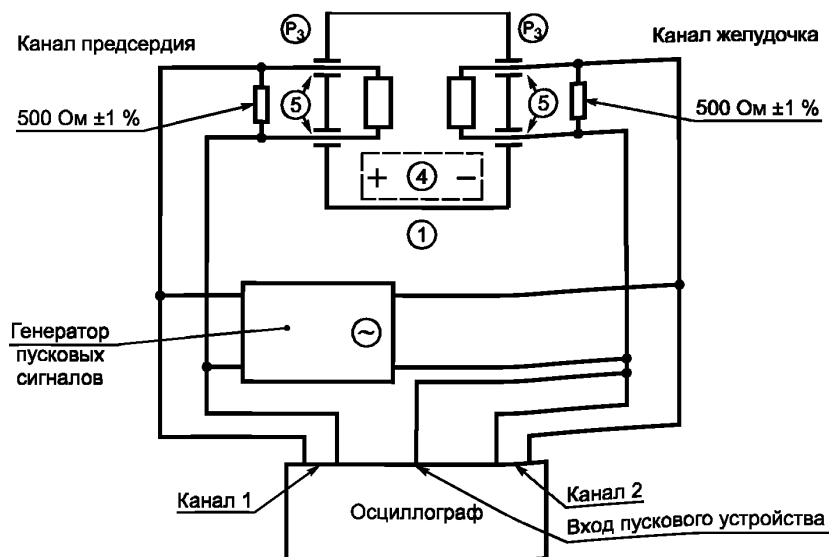 P3
P3
Канал предсердия
Канал желудочка
5
5
500 Ом ±1 %
500 Ом ±1 %
+ 4 −
1
Генератор
пусковых
сигналов
~
Канал 1
Канал 2
Осциллограф
Вход пускового устройства